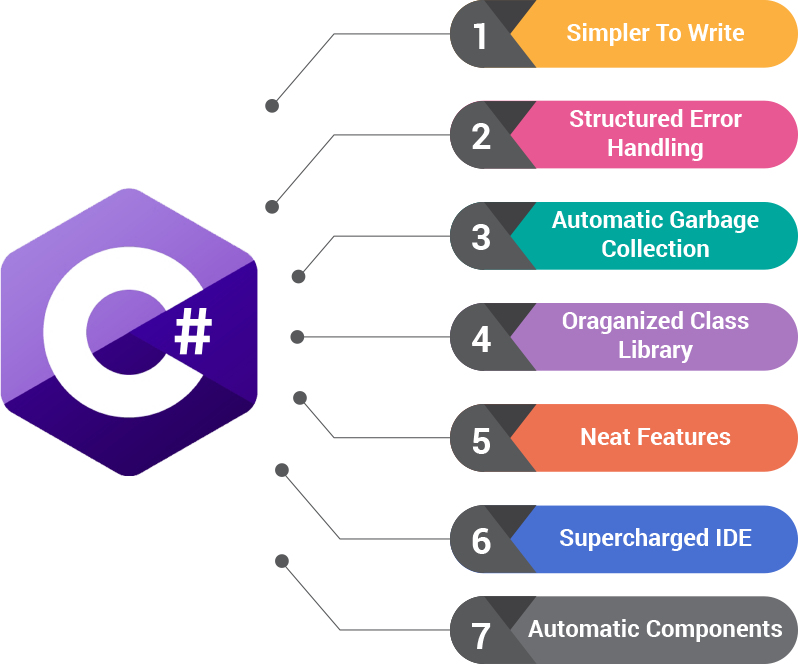 C#
1
Simpler To Write
2
Structured Error
Handling
3
Automatic Garbage
Collection
4
Oraganized Class
Library
5
Neat Features
6
Supercharged IDE
7
Automatic Components